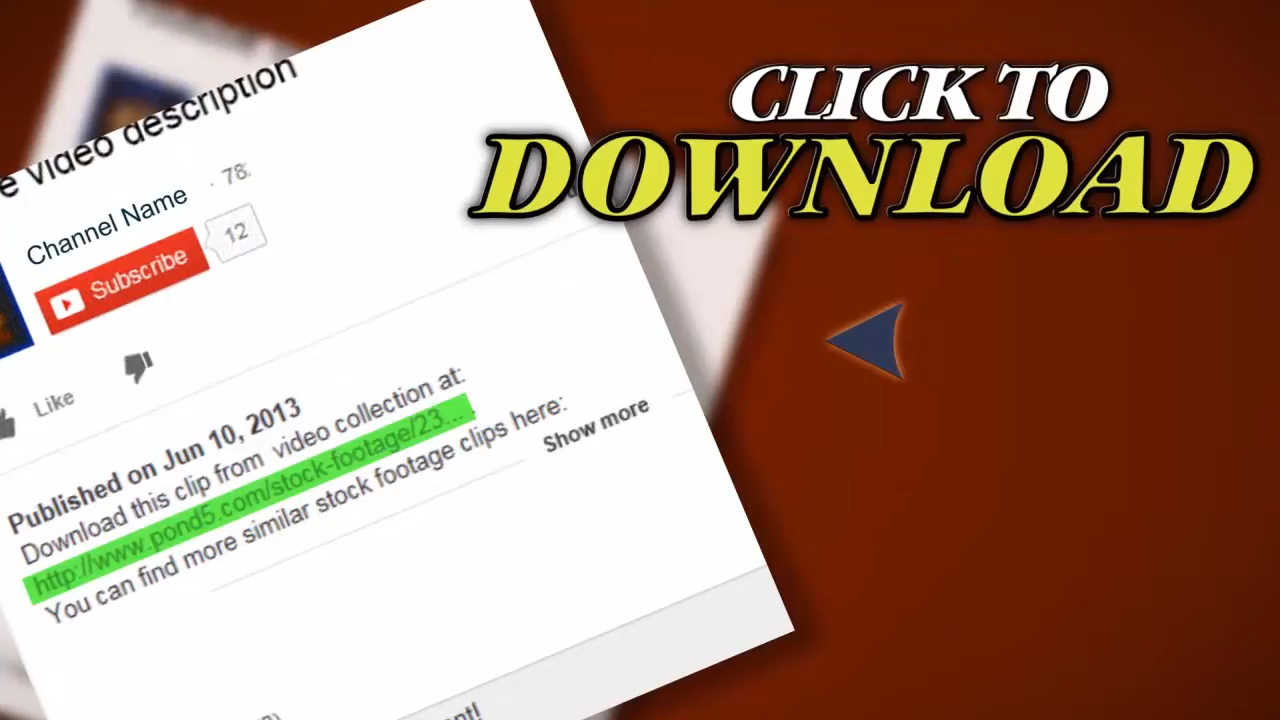 CLICK TO
DOWNLOAD
e video description
Channel Name
78
Subscribe
12
Like
Published on Jun 10, 2013
Download this clip from video collection at:
http://www.pond5.com/stock-footage/23...
You can find more similar stock footage clips here:
Show more